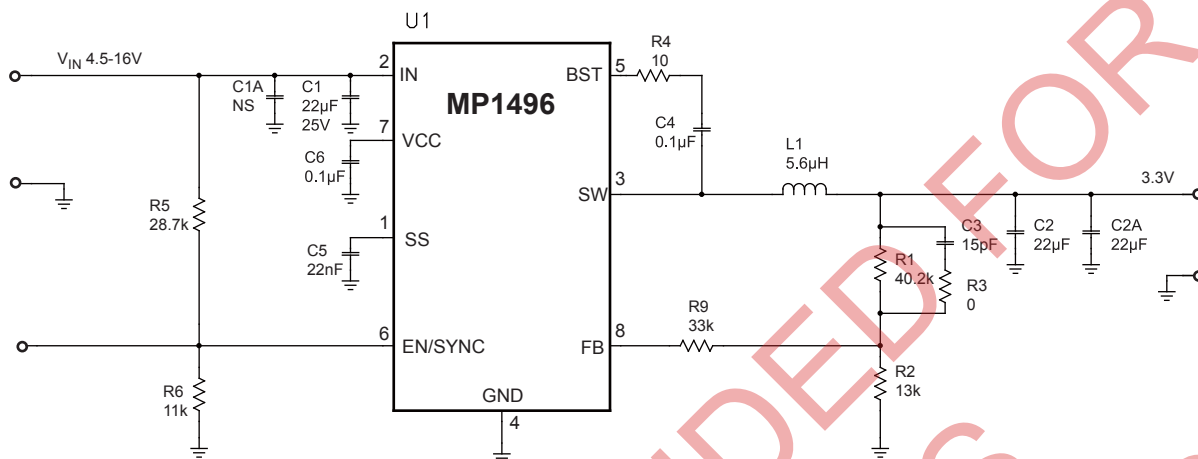 U1
V_IN 4.5-16V
2
IN
C1A
NS
C1
22µF
25V
7
VCC
C6
0.1µF
R5
28.7k
1
SS
C5
22nF
6
EN/SYNC
R6
11k
MP1496
GND
4
BST
5
R4
10
C4
0.1µF
SW
3
L1
5.6µH
3.3V
C3
15pF
C2
22µF
C2A
22µF
R1
40.2k
R3
0
R9
33k
FB
8
R2
13k
NDED FOR